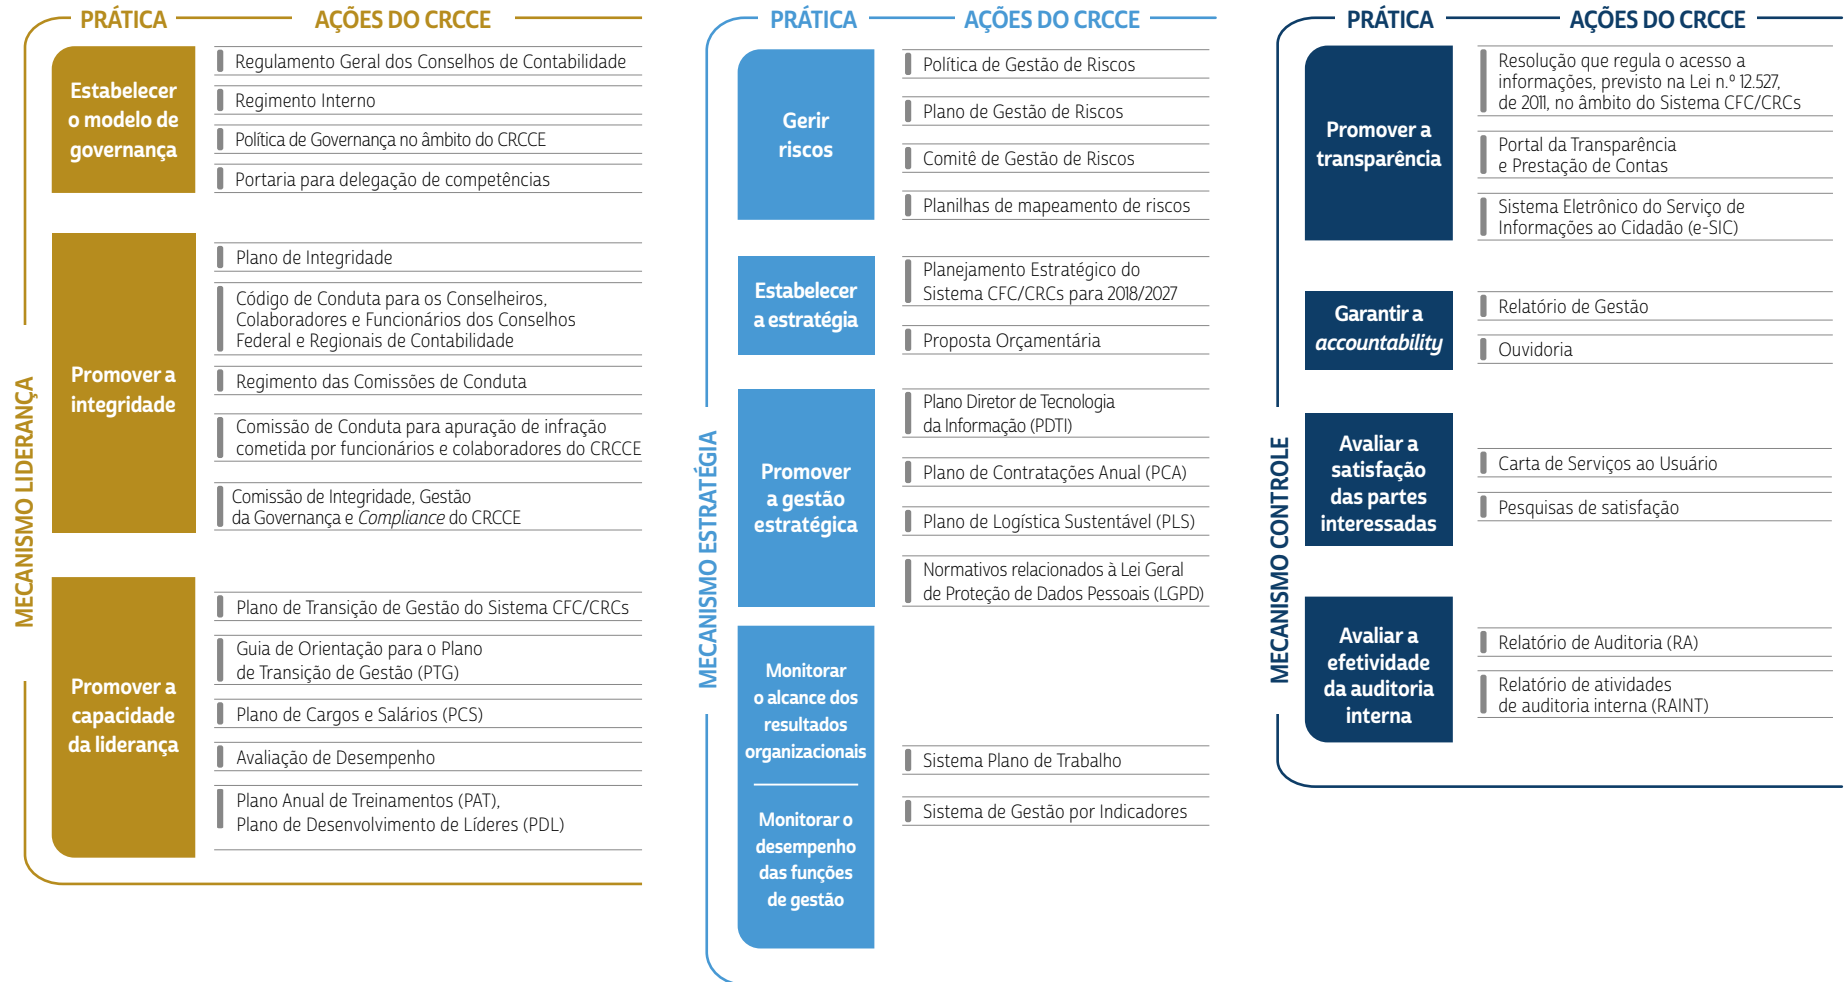 PRÁTICA
AÇÕES DO CRCCE
MECANISMO LIDERANÇA
Estabelecer
o modelo de
governança
Regulamento Geral dos Conselhos de Contabilidade
Regimento Interno
Política de Governança no âmbito do CRCCE
Portaria para delegação de competências
Promover a
integridade
Plano de Integridade
Código de Conduta para os Conselheiros,
Colaboradores e Funcionários dos Conselhos
Federal e Regionais de Contabilidade
Regimento das Comissões de Conduta
Comissão de Conduta para apuração de infração
cometida por funcionários e colaboradores do CRCCE
Comissão de Integridade, Gestão
da Governança e Compliance do CRCCE
Promover a
capacidade
da liderança
Plano de Transição de Gestão do Sistema CFC/CRCs
Guia de Orientação para o Plano
de Transição de Gestão (PTG)
Plano de Cargos e Salários (PCS)
Avaliação de Desempenho
Plano Anual de Treinamentos (PAT),
Plano de Desenvolvimento de Líderes (PDL)
PRÁTICA
AÇÕES DO CRCCE
MECANISMO ESTRATÉGIA
Gerir
riscos
Política de Gestão de Riscos
Plano de Gestão de Riscos
Comitê de Gestão de Riscos
Planilhas de mapeamento de riscos
Estabelecer
a estratégia
Planejamento Estratégico do
Sistema CFC/CRCs para 2018/2027
Proposta Orçamentária
Promover
a gestão
estratégica
Plano Diretor de Tecnologia
da Informação (PDTI)
Plano de Contratações Anual (PCA)
Plano de Logística Sustentável (PLS)
Normativos relacionados à Lei Geral
de Proteção de Dados Pessoais (LGPD)
Monitorar
o alcance dos
resultados
organizacionais
Monitorar o
desempenho
das funções
de gestão
Sistema Plano de Trabalho
Sistema de Gestão por Indicadores
PRÁTICA
AÇÕES DO CRCCE
MECANISMO CONTROLE
Promover a
transparência
Resolução que regula o acesso a
informações, previsto na Lei n.º 12.527,
de 2011, no âmbito do Sistema CFC/CRCs
Portal da Transparência
e Prestação de Contas
Sistema Eletrônico do Serviço de
Informações ao Cidadão (e-SIC)
Garantir a
accountability
Relatório de Gestão
Ouvidoria
Avaliar a
satisfação
das partes
interessadas
Carta de Serviços ao Usuário
Pesquisas de satisfação
Avaliar a
efetividade
da auditoria
interna
Relatório de Auditoria (RA)
Relatório de atividades
de auditoria interna (RAINT)